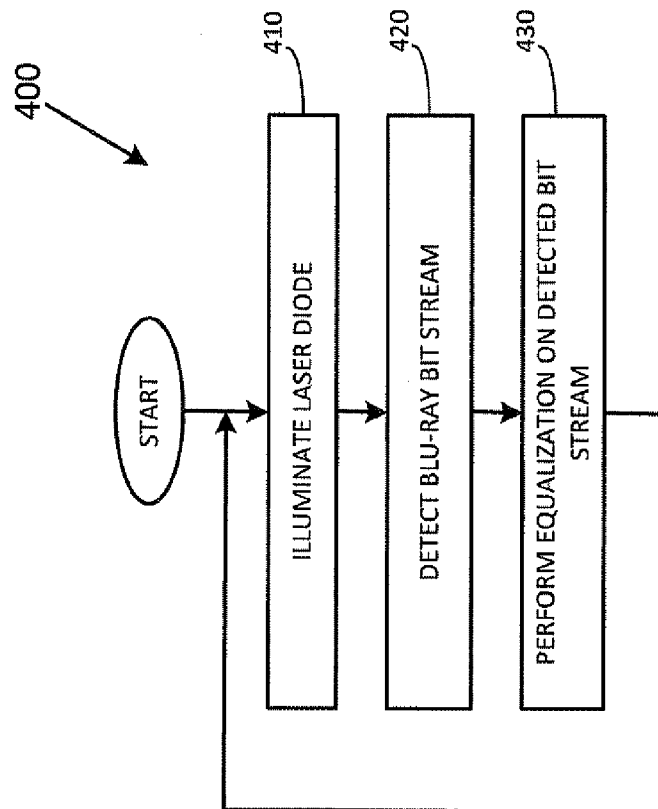 400
START
410
ILLUMINATE LASER DIODE
420
DETECT BLU-RAY BIT STREAM
430
PERFORM EQUALIZATION ON DETECTED BIT
STREAM